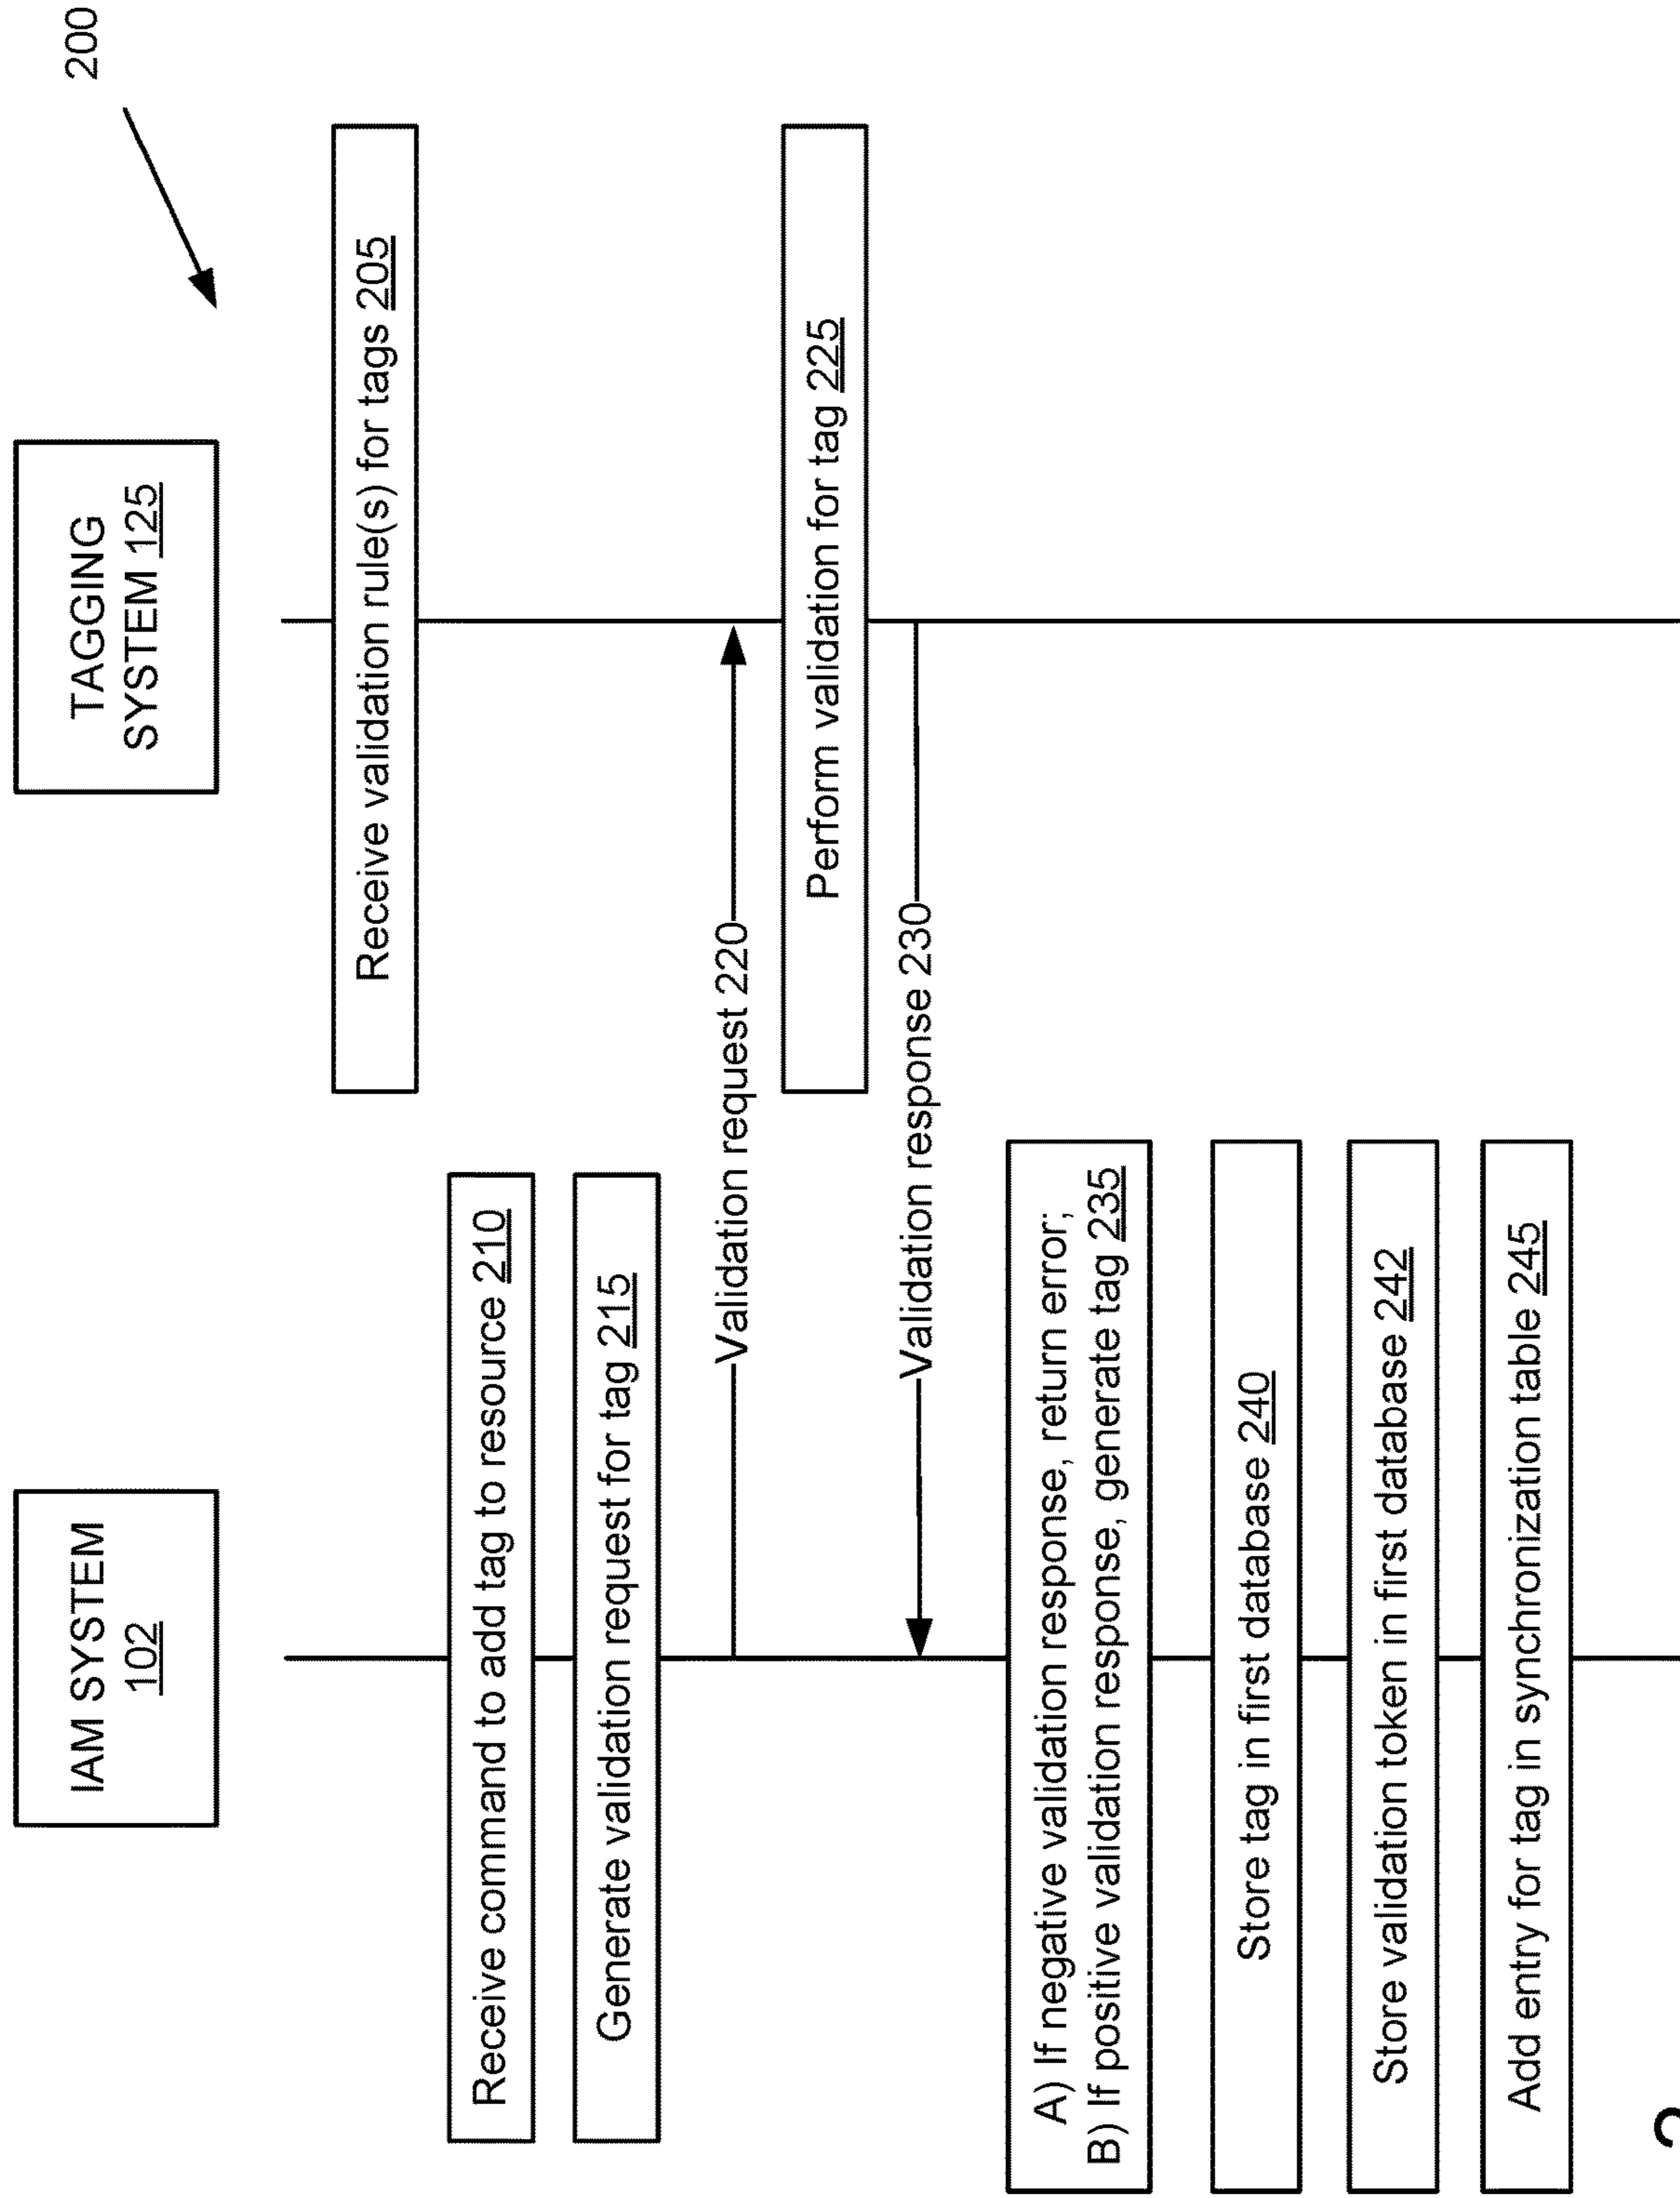 200
IAM SYSTEM
102
TAGGING
SYSTEM 125
Receive validation rule(s) for tags 205
Receive command to add tag to resource 210
Generate validation request for tag 215
Validation request 220
Perform validation for tag 225
Validation response 230
A) If negative validation response, return error;
B) If positive validation response, generate tag 235
Store tag in first database 240
Store validation token in first database 242
Add entry for tag in synchronization table 245